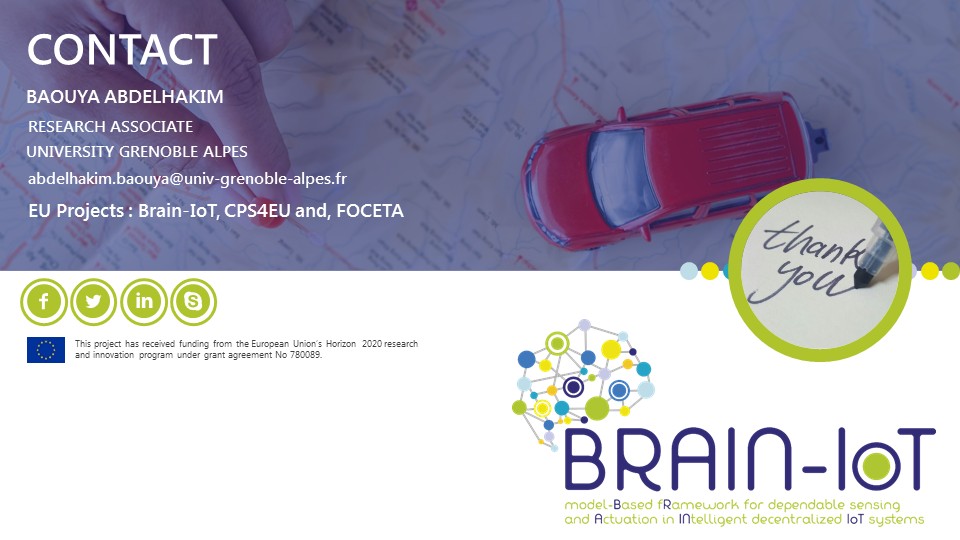 CONTACT
BAOUYA ABDELHAKIM
RESEARCH ASSOCIATE
UNIVERSITY GRENOBLE ALPES
abdelhakim.baouya@univ-grenoble-alpes.fr
EU Projects : Brain-IoT, CPS4EU and, FOCETA
thank
you
This project has received funding from the European Union's Horizon 2020 research
and innovation program under grant agreement No 780089.
BRAIN-IoT
model-Based fRamework for dependable sensing
and Actuation in INtelligent decentralized IoT systems